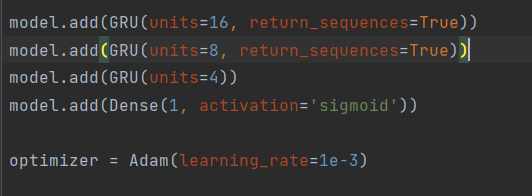 model.add(GRU(units=16, return_sequences=True))
model.add(GRU(units=8, return_sequences=True))
model.add(GRU(units=4))
model.add(Dense(1, activation='sigmoid'))
optimizer = Adam(learning_rate=1e-3)